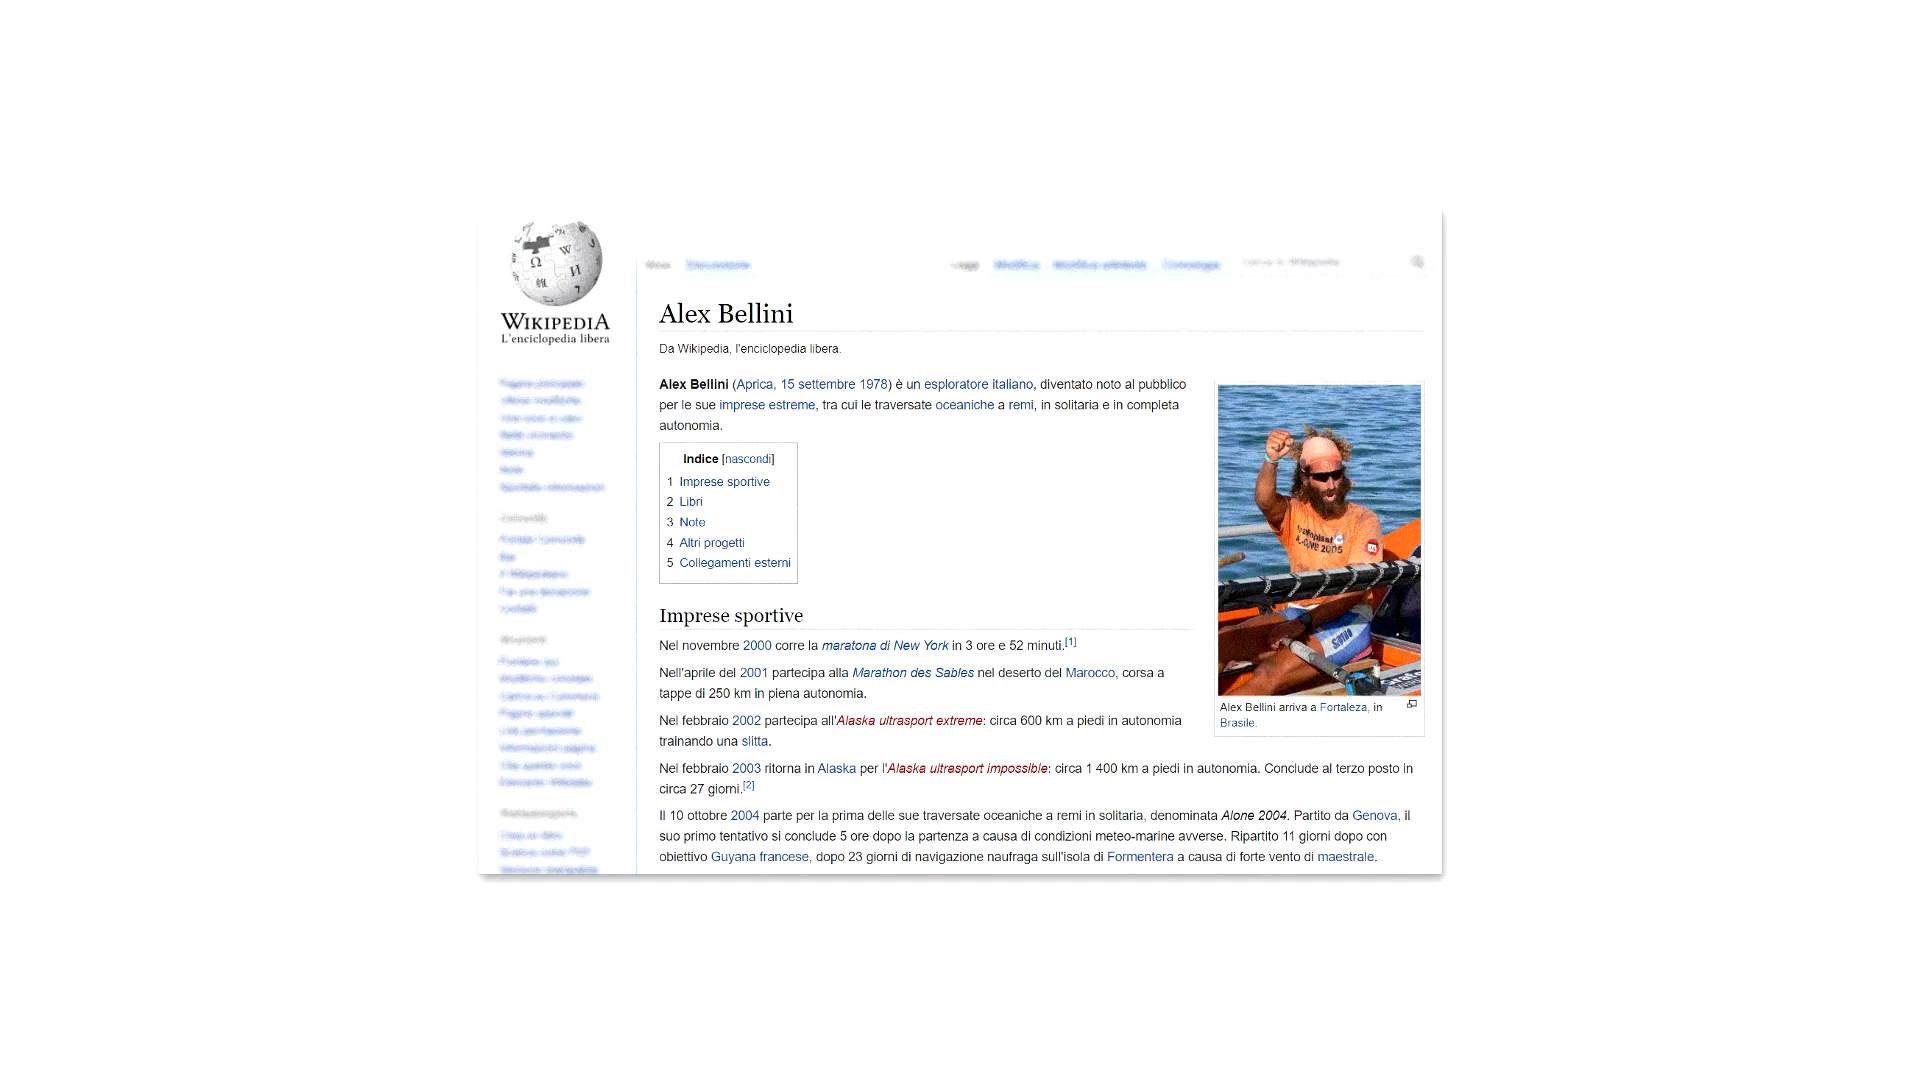 WIKIPEDIA
L'enciclopedia libera
Alex Bellini
Da Wikipedia, l'enciclopedia libera.
Alex Bellini (Aprica, 15 settembre 1978) è un esploratore italiano, diventato noto al pubblico
per le sue imprese estreme, tra cui le traversate oceaniche a remi, in solitaria e in completa
autonomia.
Indice [nascondi]
1 Imprese sportive
2 Libri
3 Note
4 Altri progetti
5 Collegamenti esterni
Alex Bellini arriva a Fortaleza, in
Brasile.
Imprese sportive
Nel novembre 2000 corre la maratona di New York in 3 ore e 52 minuti.[1]
Nell'aprile del 2001 partecipa alla Marathon des Sables nel deserto del Marocco, corsa a
tappe di 250 km in piena autonomia.
Nel febbraio 2002 partecipa all'Alaska ultrasport extreme: circa 600 km a piedi in autonomia
trainando una slitta.
Nel febbraio 2003 ritorna in Alaska per l'Alaska ultrasport impossible: circa 1 400 km a piedi in autonomia. Conclude al terzo posto in
circa 27 giorni.[2]
Il 10 ottobre 2004 parte per la prima delle sue traversate oceaniche a remi in solitaria, denominata Alone 2004. Partito da Genova, il
suo primo tentativo si conclude 5 ore dopo la partenza a causa di condizioni meteo-marine avverse. Ripartito 11 giorni dopo con
obiettivo Guyana francese, dopo 23 giorni di navigazione naufraga sull'isola di Formentera a causa di forte vento di maestrale.